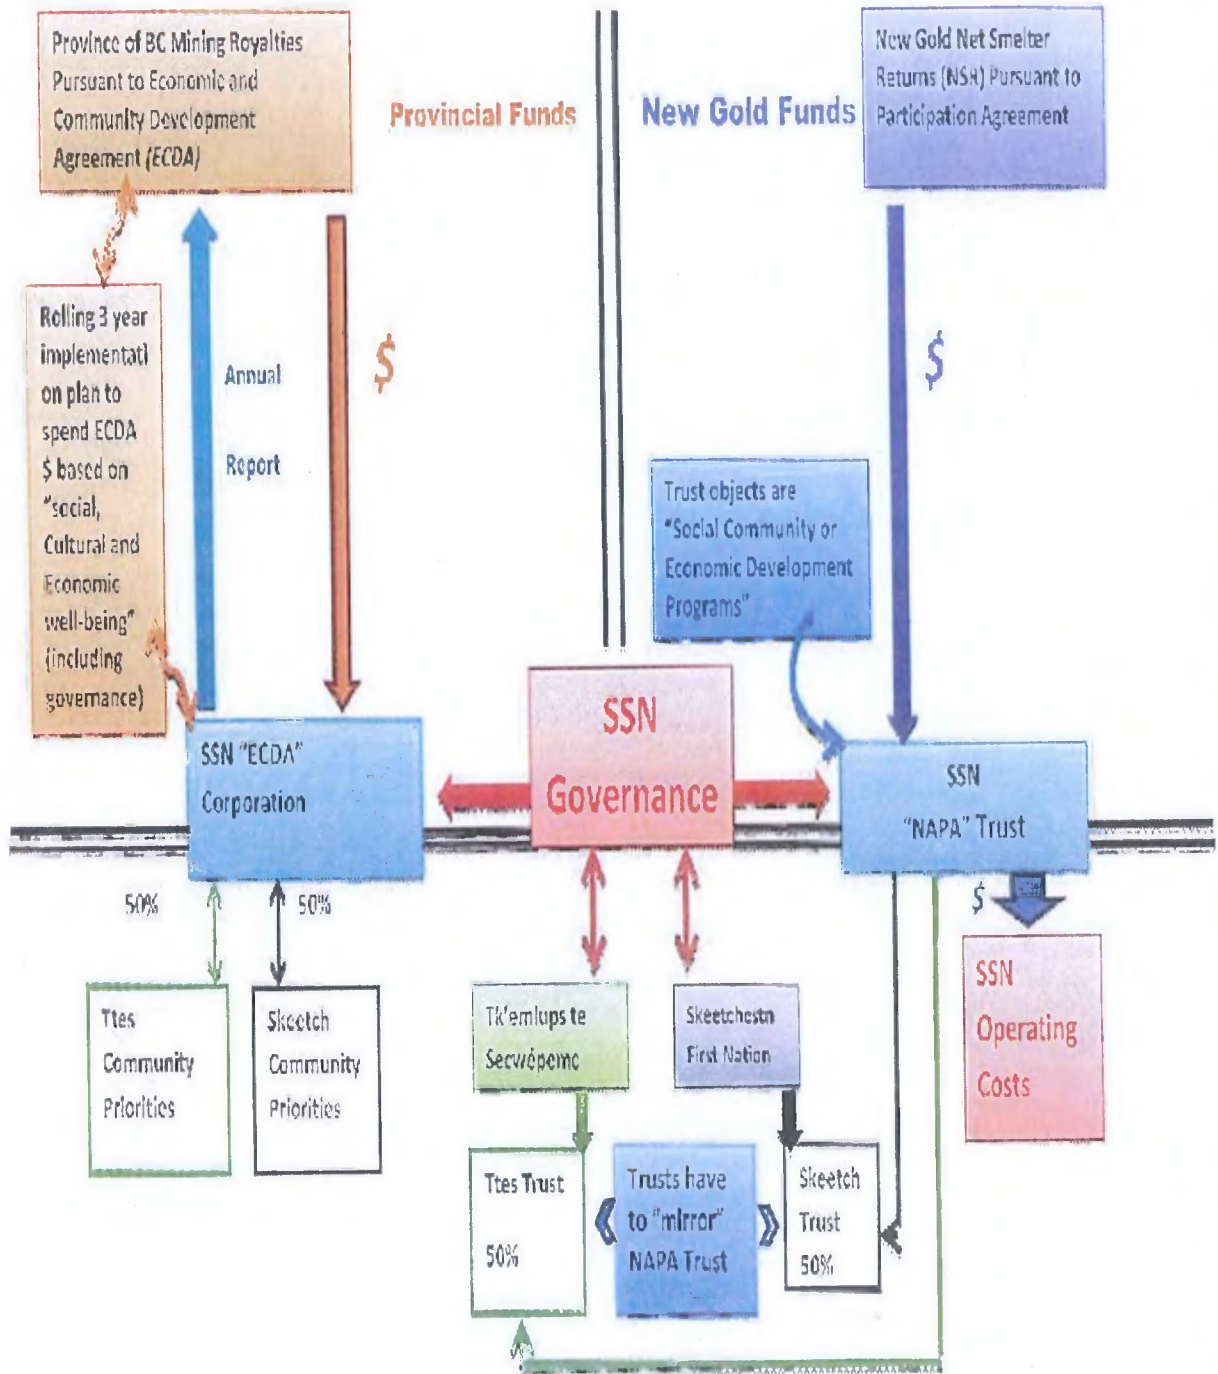 Province of BC Mining Royalties
Pursuant to Economic and
Community Development
Agreement (ECDA)
Provincial Funds
New Gold Funds
New Gold Net Smelter
Returns (NSR) Pursuant to
Participation Agreement
Rolling 3 year
implementati
on plan to
spend ECDA
$ based on
"social,
Cultural and
Economic
well-being"
(including
governance)
Annual
Report
$
$
Trust objects are
"Social Community or
Economic Development
Programs"
SSN "ECDA"
Corporation
SSN
Governance
SSN
"NAPA" Trust
50%
50%
$
Ttes
Community
Priorities
Skeetch
Community
Priorities
Tk'emlups te
Secwépemc
Skeetchestn
First Nation
SSN
Operating
Costs
Ttes Trust
50%
Trusts have
to "mirror"
NAPA Trust
Skeetch
Trust
50%